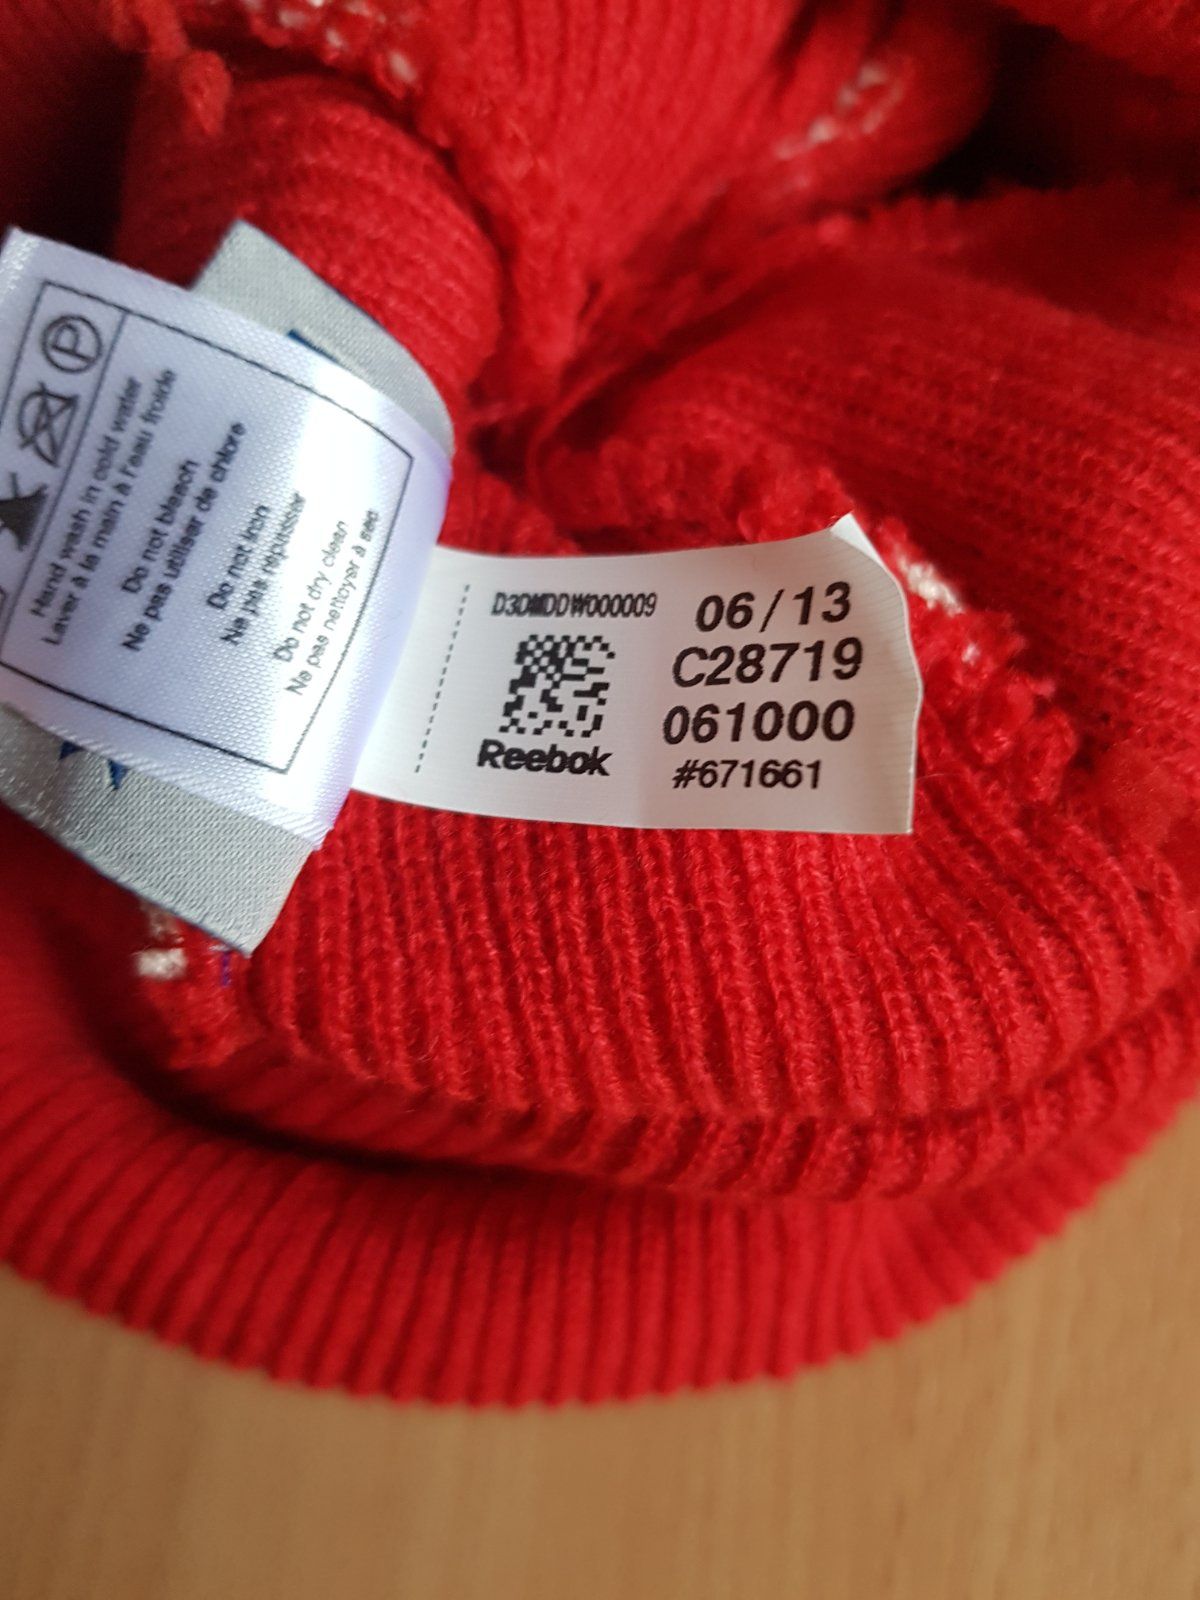 P
Hand wash in cold water
Laver à la main à l'eau froide
Do not bleach
Ne pas utiliser de chlore
Do not iron
Ne pas repasser
Do not dry clean
Ne pas nettoyer à sec
06/13
C28719
061000
#671661
Reebok